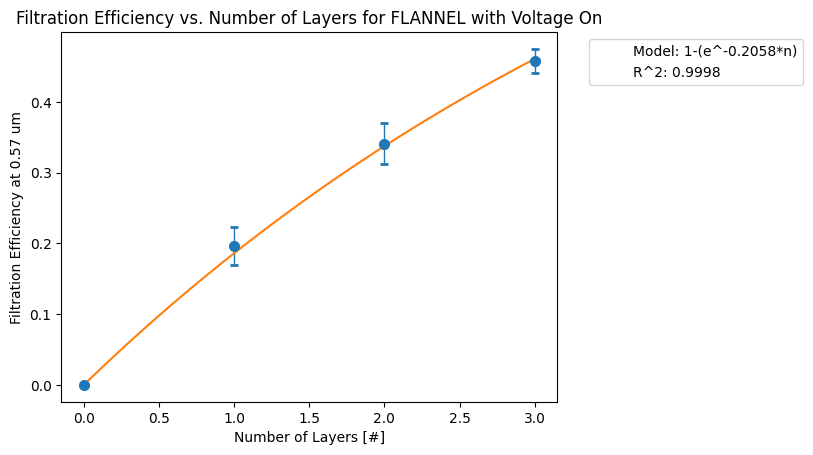 Filtration Efficiency vs. Number of Layers for FLANNEL with Voltage On
Model: 1-(e^-0.2058*n)
R^2: 0.9998
Filtration Efficiency at 0.57 um
0.4
0.3
0.2
0.1
0.0
0.0 0.5 1.0 1.5 2.0 2.5 3.0
Number of Layers [#]